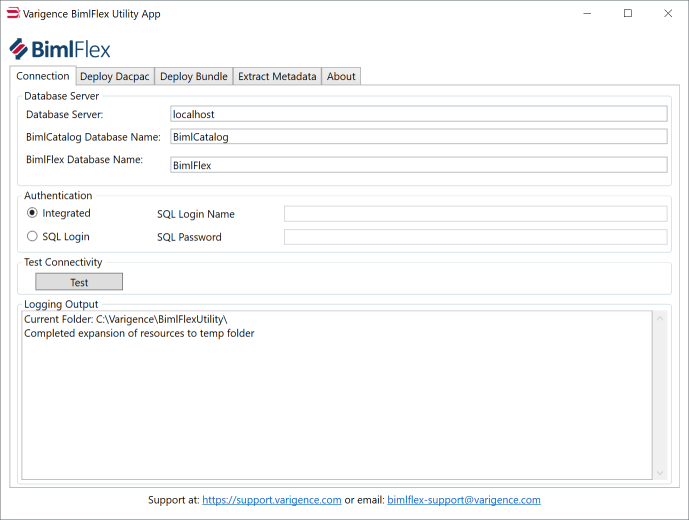 Varigence BimlFlex Utility App
BimlFlex
Connection Deploy Dacpac Deploy Bundle Extract Metadata About
Database Server
Database Server: localhost
BimlCatalog Database Name: BimlCatalog
BimlFlex Database Name: BimlFlex
Authentication
Integrated SQL Login Name
SQL Login SQL Password
Test Connectivity
Test
Logging Output
Current Folder: C:\Varigence\BimlFlexUtility\
Completed expansion of resources to temp folder
Support at: https://support.varigence.com or email: bimlflex-support@varigence.com